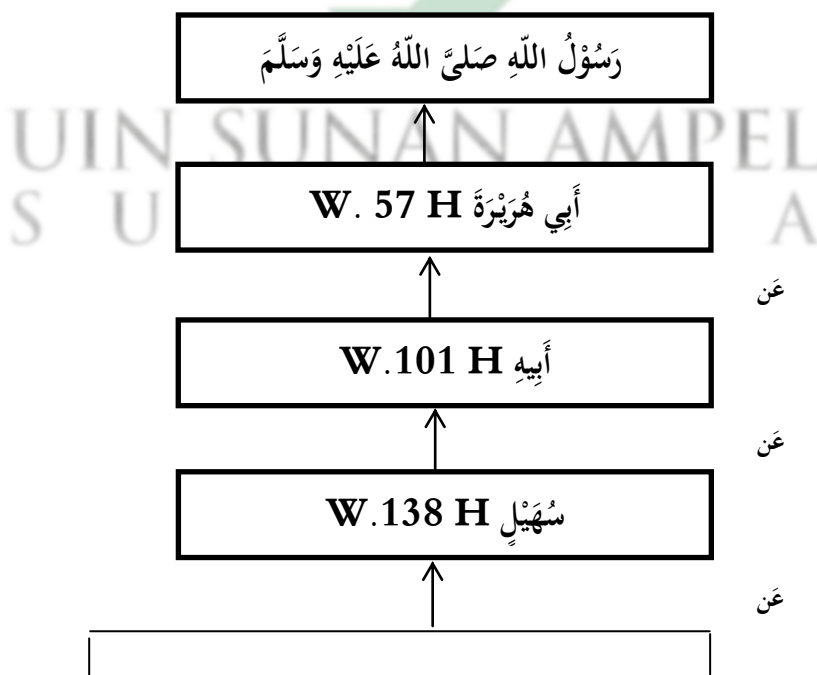 رَسُوْلُ اللّهِ صَلىَّ اللّهُ عَلَيْهِ وَسَلَّمَ
UIN SUNAN AMPEL
S U A
أَبِي هُرَيْرَةَ W. 57 H
عَن
أَبِيهِ W.101 H
عَن
سُهَيْلٍ W.138 H
عَن